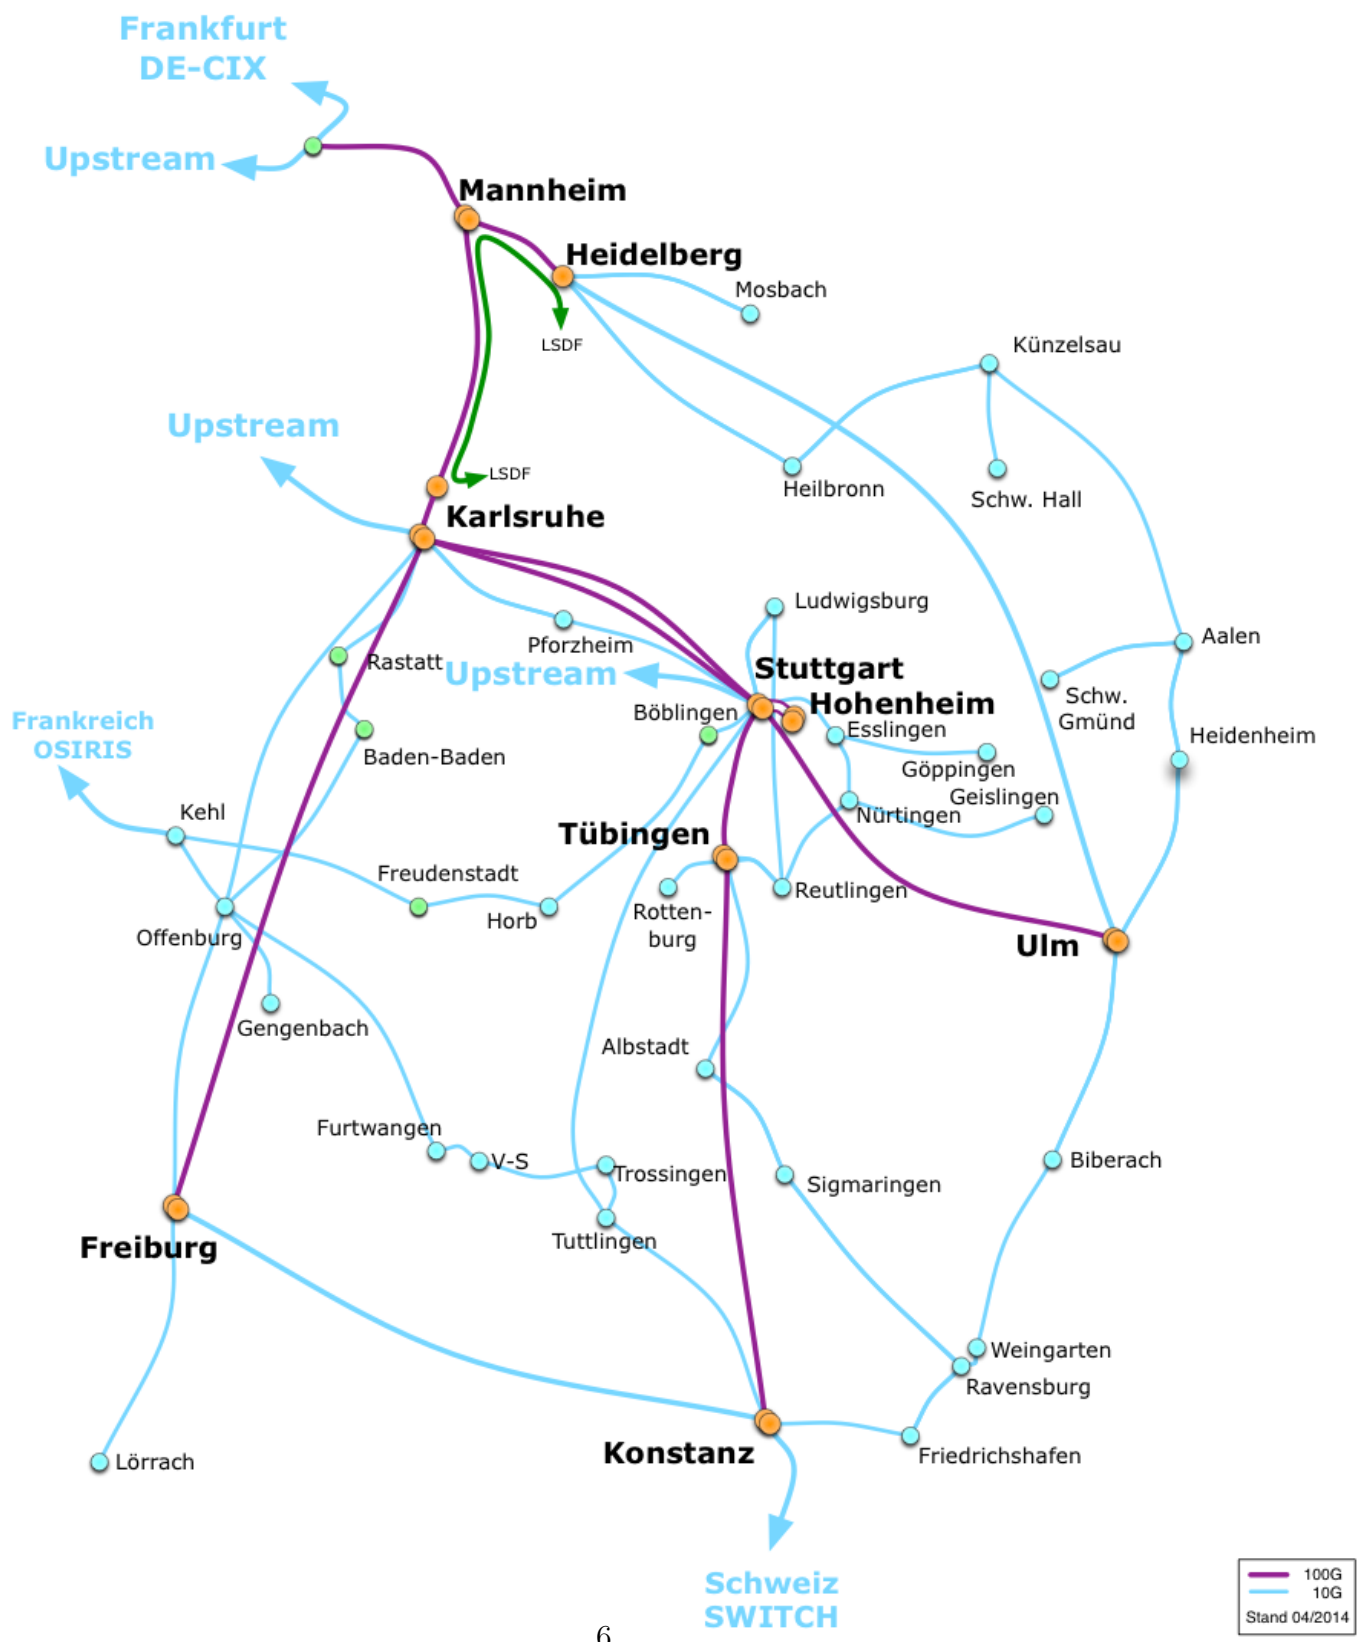 Frankfurt
DE-CIX
Upstream
Mannheim
Heidelberg
Mosbach
LSDF
Künzelsau
Upstream
LSDF
Heilbronn
Schw. Hall
Karlsruhe
Ludwigsburg
Pforzheim
Aalen
Rastatt
Upstream
Stuttgart
Hohenheim
Schw.
Gmünd
Böblingen
Esslingen
Heidenheim
Frankreich
OSIRIS
Baden-Baden
Göppingen
Geislingen
Kehl
Nürtingen
Tübingen
Freudenstadt
Reutlingen
Rotten-
burg
Horb
Offenburg
Ulm
Gengenbach
Albstadt
Furtwangen
V-S
Trossingen
Biberach
Sigmaringen
Tuttlingen
Freiburg
Weingarten
Ravensburg
Konstanz
Friedrichshafen
Lörrach
Schweiz
SWITCH
100G
10G
Stand 04/2014
6